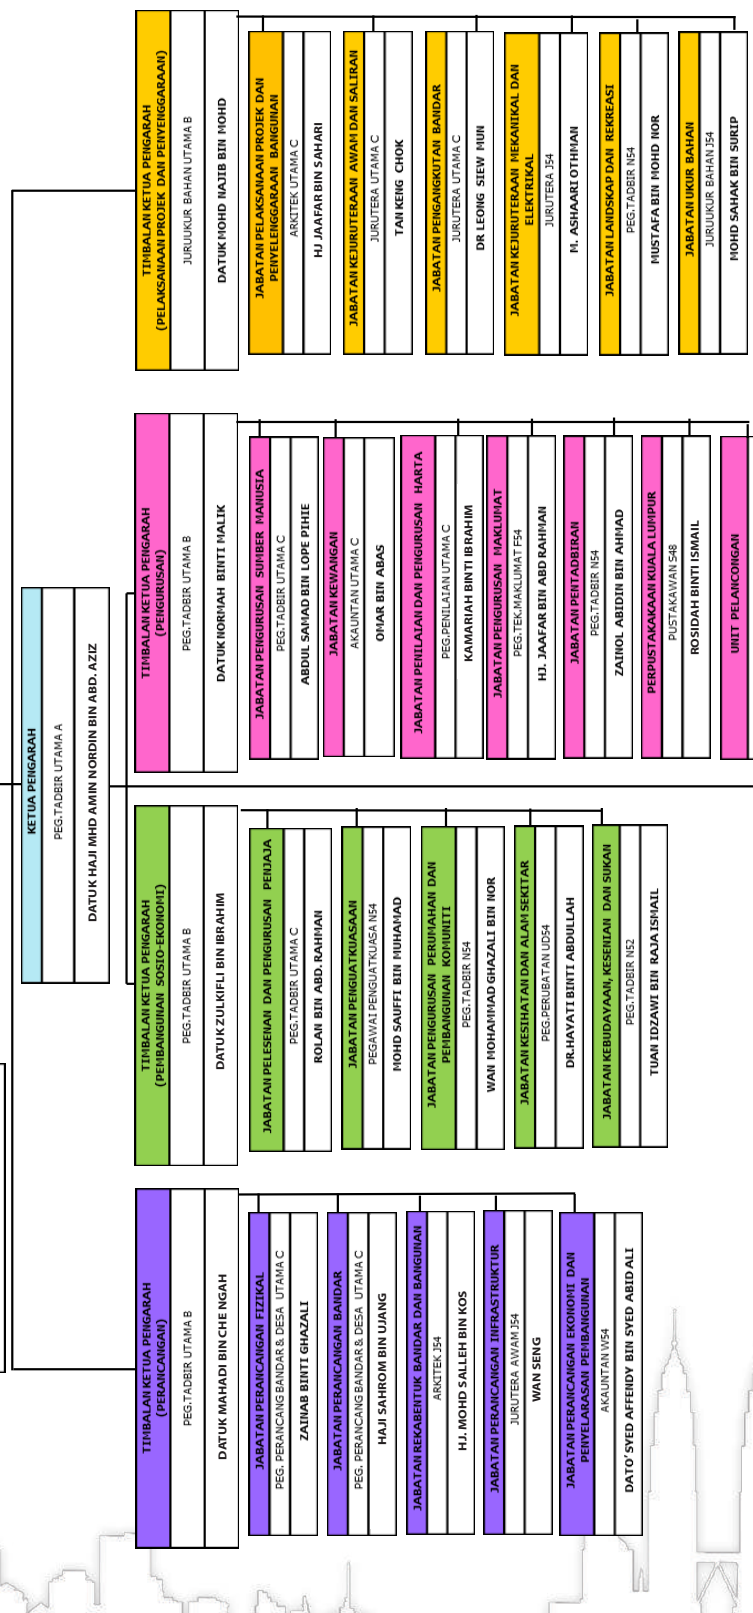 KETUA PENGARAH
PEG.TADBIR UTAMA A
DATUK HAJI MHD AMIN NORDIN BIN ABD. AZIZ
TIMBALAN KETUA PENGARAH
(PERANCANGAN)
PEG.TADBIR UTAMA B
DATUK MAHADI BIN CHE NGAH
JABATAN PERANCANGAN FIZIKAL
PEG. PERANCANG BANDAR & DESA UTAMA C
ZAINAB BINTI GHAZALI
JABATAN PERANCANGAN BANDAR
PEG. PERANCANG BANDAR & DESA UTAMA C
HAJI SAHROM BIN UJANG
JABATAN REKABENTUK BANDAR DAN BANGUNAN
ARKITEK J54
HJ. MOHD SALLEH BIN KOS
JABATAN PERANCANGAN INFRASTRUKTUR
JURUTERA AWAM J54
WAN SENG
JABATAN PERANCANGAN EKONOMI DAN
PENYELARASAN PEMBANGUNAN
AKAUNTAN W54
DATO' SYED AFFENDY BIN SYED ABID ALI
TIMBALAN KETUA PENGARAH
(PEMBANGUNAN SOSIO-EKONOMI)
PEG.TADBIR UTAMA B
DATUK ZULKIFLI BIN IBRAHIM
JABATAN PELESENAN DAN PENGURUSAN PENJAJA
PEG.TADBIR UTAMA C
ROLAN BIN ABD. RAHMAN
JABATAN PENGUATKUASAAN
PEGAWAI PENGUATKUASA N54
MOHD SAUFFI BIN MUHAMAD
JABATAN PENGURUSAN PERUMAHAN DAN
PEMBANGUNAN KOMUNITI
PEG.TADBIR N54
WAN MOHAMMAD GHAZALI BIN NOR
JABATAN KESIHATAN DAN ALAM SEKITAR
PEG.PERUBATAN UD54
DR.HAYATI BINTI ABDULLAH
JABATAN KEBUDAYAAN, KESENIAN DAN SUKAN
PEG.TADBIR N52
TUAN IDZAWI BIN RAJA ISMAIL
TIMBALAN KETUA PENGARAH
(PENGURUSAN)
PEG.TADBIR UTAMA B
DATUK NORMAH BINTI MALIK
JABATAN PENGURUSAN SUMBER MANUSIA
PEG.TADBIR UTAMA C
ABDUL SAMAD BIN LOPE PIHIE
JABATAN KEWANGAN
AKAUNTAN UTAMA C
OMAR BIN ABAS
JABATAN PENILAIAN DAN PENGURUSAN HARTA
PEG.PENILAIAN UTAMA C
KAMARIAH BINTI IBRAHIM
JABATAN PENGURUSAN MAKLUMAT
PEG.TEK.MAKLUMAT F54
HJ. JAAFAR BIN ABD RAHMAN
JABATAN PENTADBIRAN
PEG.TADBIR N54
ZAINOL ABIDIN BIN AHMAD
PERPUSTAKAKAAN KUALA LUMPUR
PUSTAKAWAN S48
ROSIDAH BINTI ISMAIL
UNIT PELANCONGAN
TIMBALAN KETUA PENGARAH
(PELAKSANAAN PROJEK DAN PENYENGGARAAN)
JURUUKUR BAHAN UTAMA B
DATUK MOHD NAJIB BIN MOHD
JABATAN PELAKSANAAN PROJEK DAN
PENYELENGGARAAN BANGUNAN
ARKITEK UTAMA C
HJ JAAFAR BIN SAHARI
JABATAN KEJURUTERAAN AWAM DAN SALIRAN
JURUTERA UTAMA C
TAN KENG CHOK
JABATAN PENGANGKUTAN BANDAR
JURUTERA UTAMA C
DR LEONG SIEW MUN
JABATAN KEJURUTERAAN MEKANIKAL DAN
ELEKTRIKAL
JURUTERA J54
M. ASHAARI OTHMAN
JABATAN LANDSKAP DAN REKREASI
PEG.TADBIR N54
MUSTAFA BIN MOHD NOR
JABATAN UKUR BAHAN
JURUUKUR BAHAN J54
MOHD SAHAK BIN SURIP